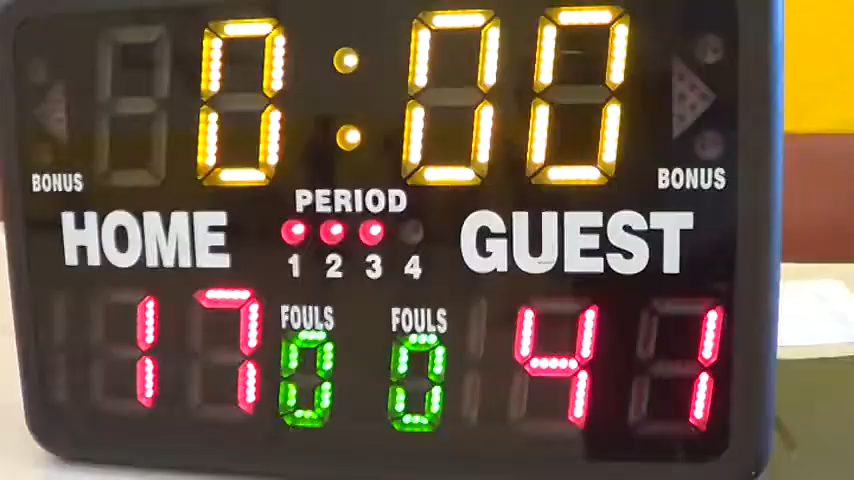 0:00
BONUS
PERIOD
BONUS
HOME
GUEST
1 2 3 4
FOULS
FOULS
17
0
0
41